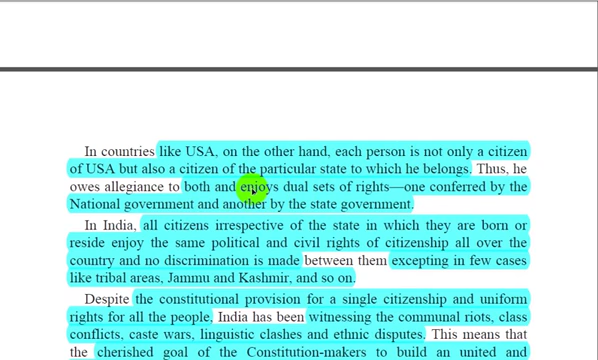 In countries like USA, on the other hand, each person is not only a citizen
of USA but also a citizen of the particular state to which he belongs. Thus, he
owes allegiance to both and enjoys dual sets of rights—one conferred by the
National government and another by the state government.
In India, all citizens irrespective of the state in which they are born or
reside enjoy the same political and civil rights of citizenship all over the
country and no discrimination is made between them excepting in few cases
like tribal areas, Jammu and Kashmir, and so on.
Despite the constitutional provision for a single citizenship and uniform
rights for all the people, India has been witnessing the communal riots, class
conflicts, caste wars, linguistic clashes and ethnic disputes. This means that
the cherished goal of the Constitution-makers to build an united and